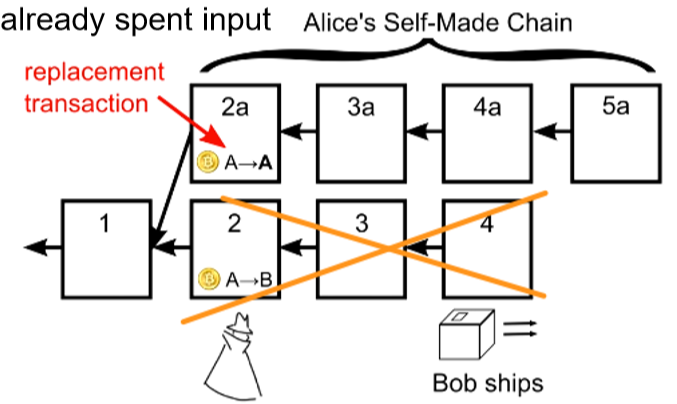 already spent input
Alice's Self-Made Chain
replacement
transaction
2a
3a
4a
5a
A→A
1
2
3
4
A→B
Bob ships